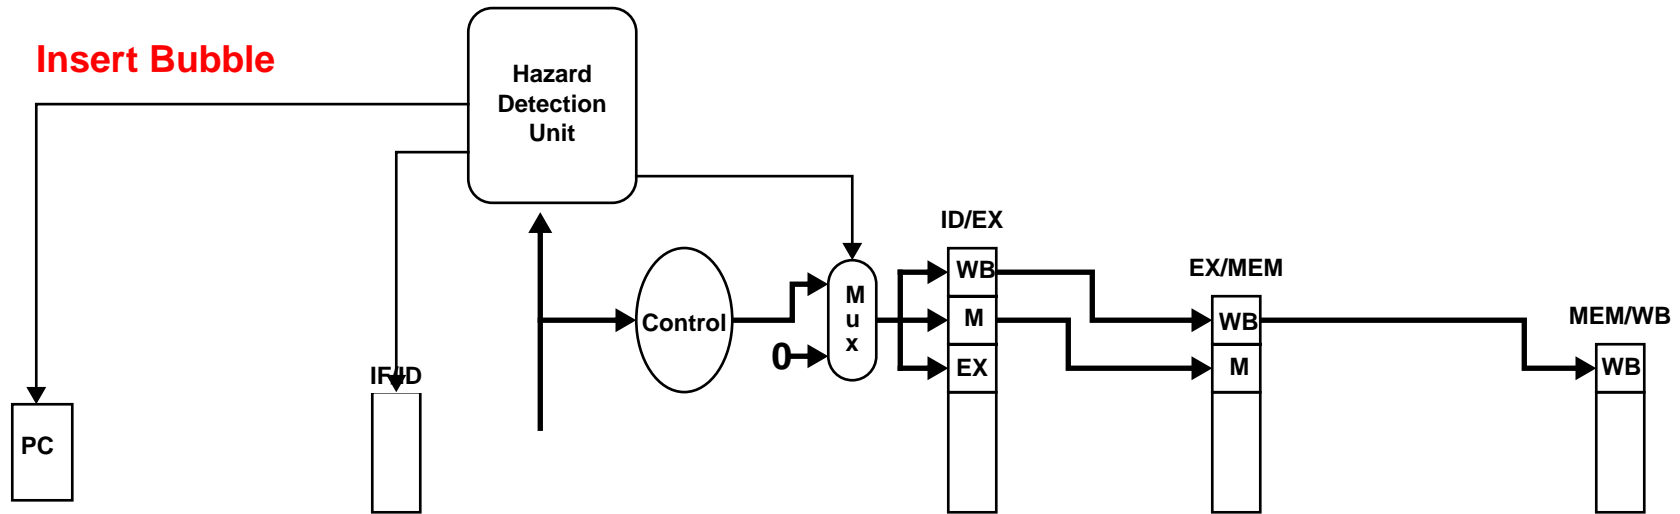 Insert Bubble
Hazard
Detection
Unit
ID/EX
EX/MEM
MEM/WB
IF/ID
PC
Control
0
M
u
x
WB
M
EX
WB
M
WB